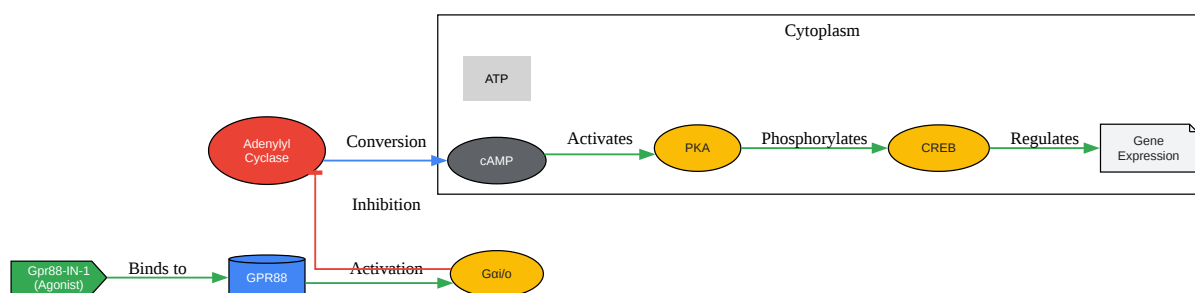 Cytoplasm
ATP
Adenylyl
Cyclase
Conversion
cAMP
Activates
PKA
Phosphorylates
CREB
Regulates
Gene
Expression
Inhibition
Gpr88-IN-1
(Agonist)
Binds to
GPR88
Activation
Gαi/o